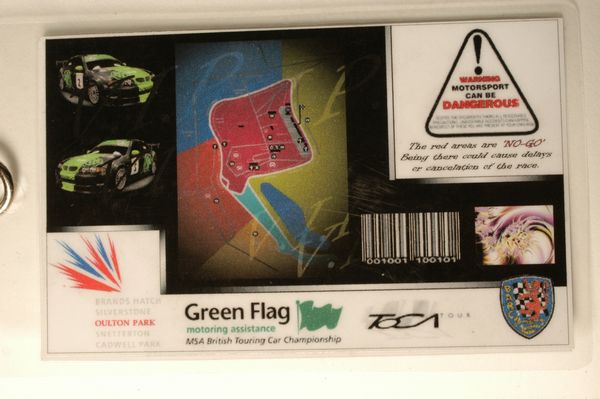 WARNING
MOTORSPORT
CAN BE
DANGEROUS
The red areas are 'NO-GO'
Being there could cause delays
or cancelation of the race.
001001 100101
BRANDS HATCH
SILVERSTONE
OULTON PARK
SNETTERTON
CADWELL PARK
Green Flag
motoring assistance
MSA British Touring Car Championship
TOCA
TOUR
BARC